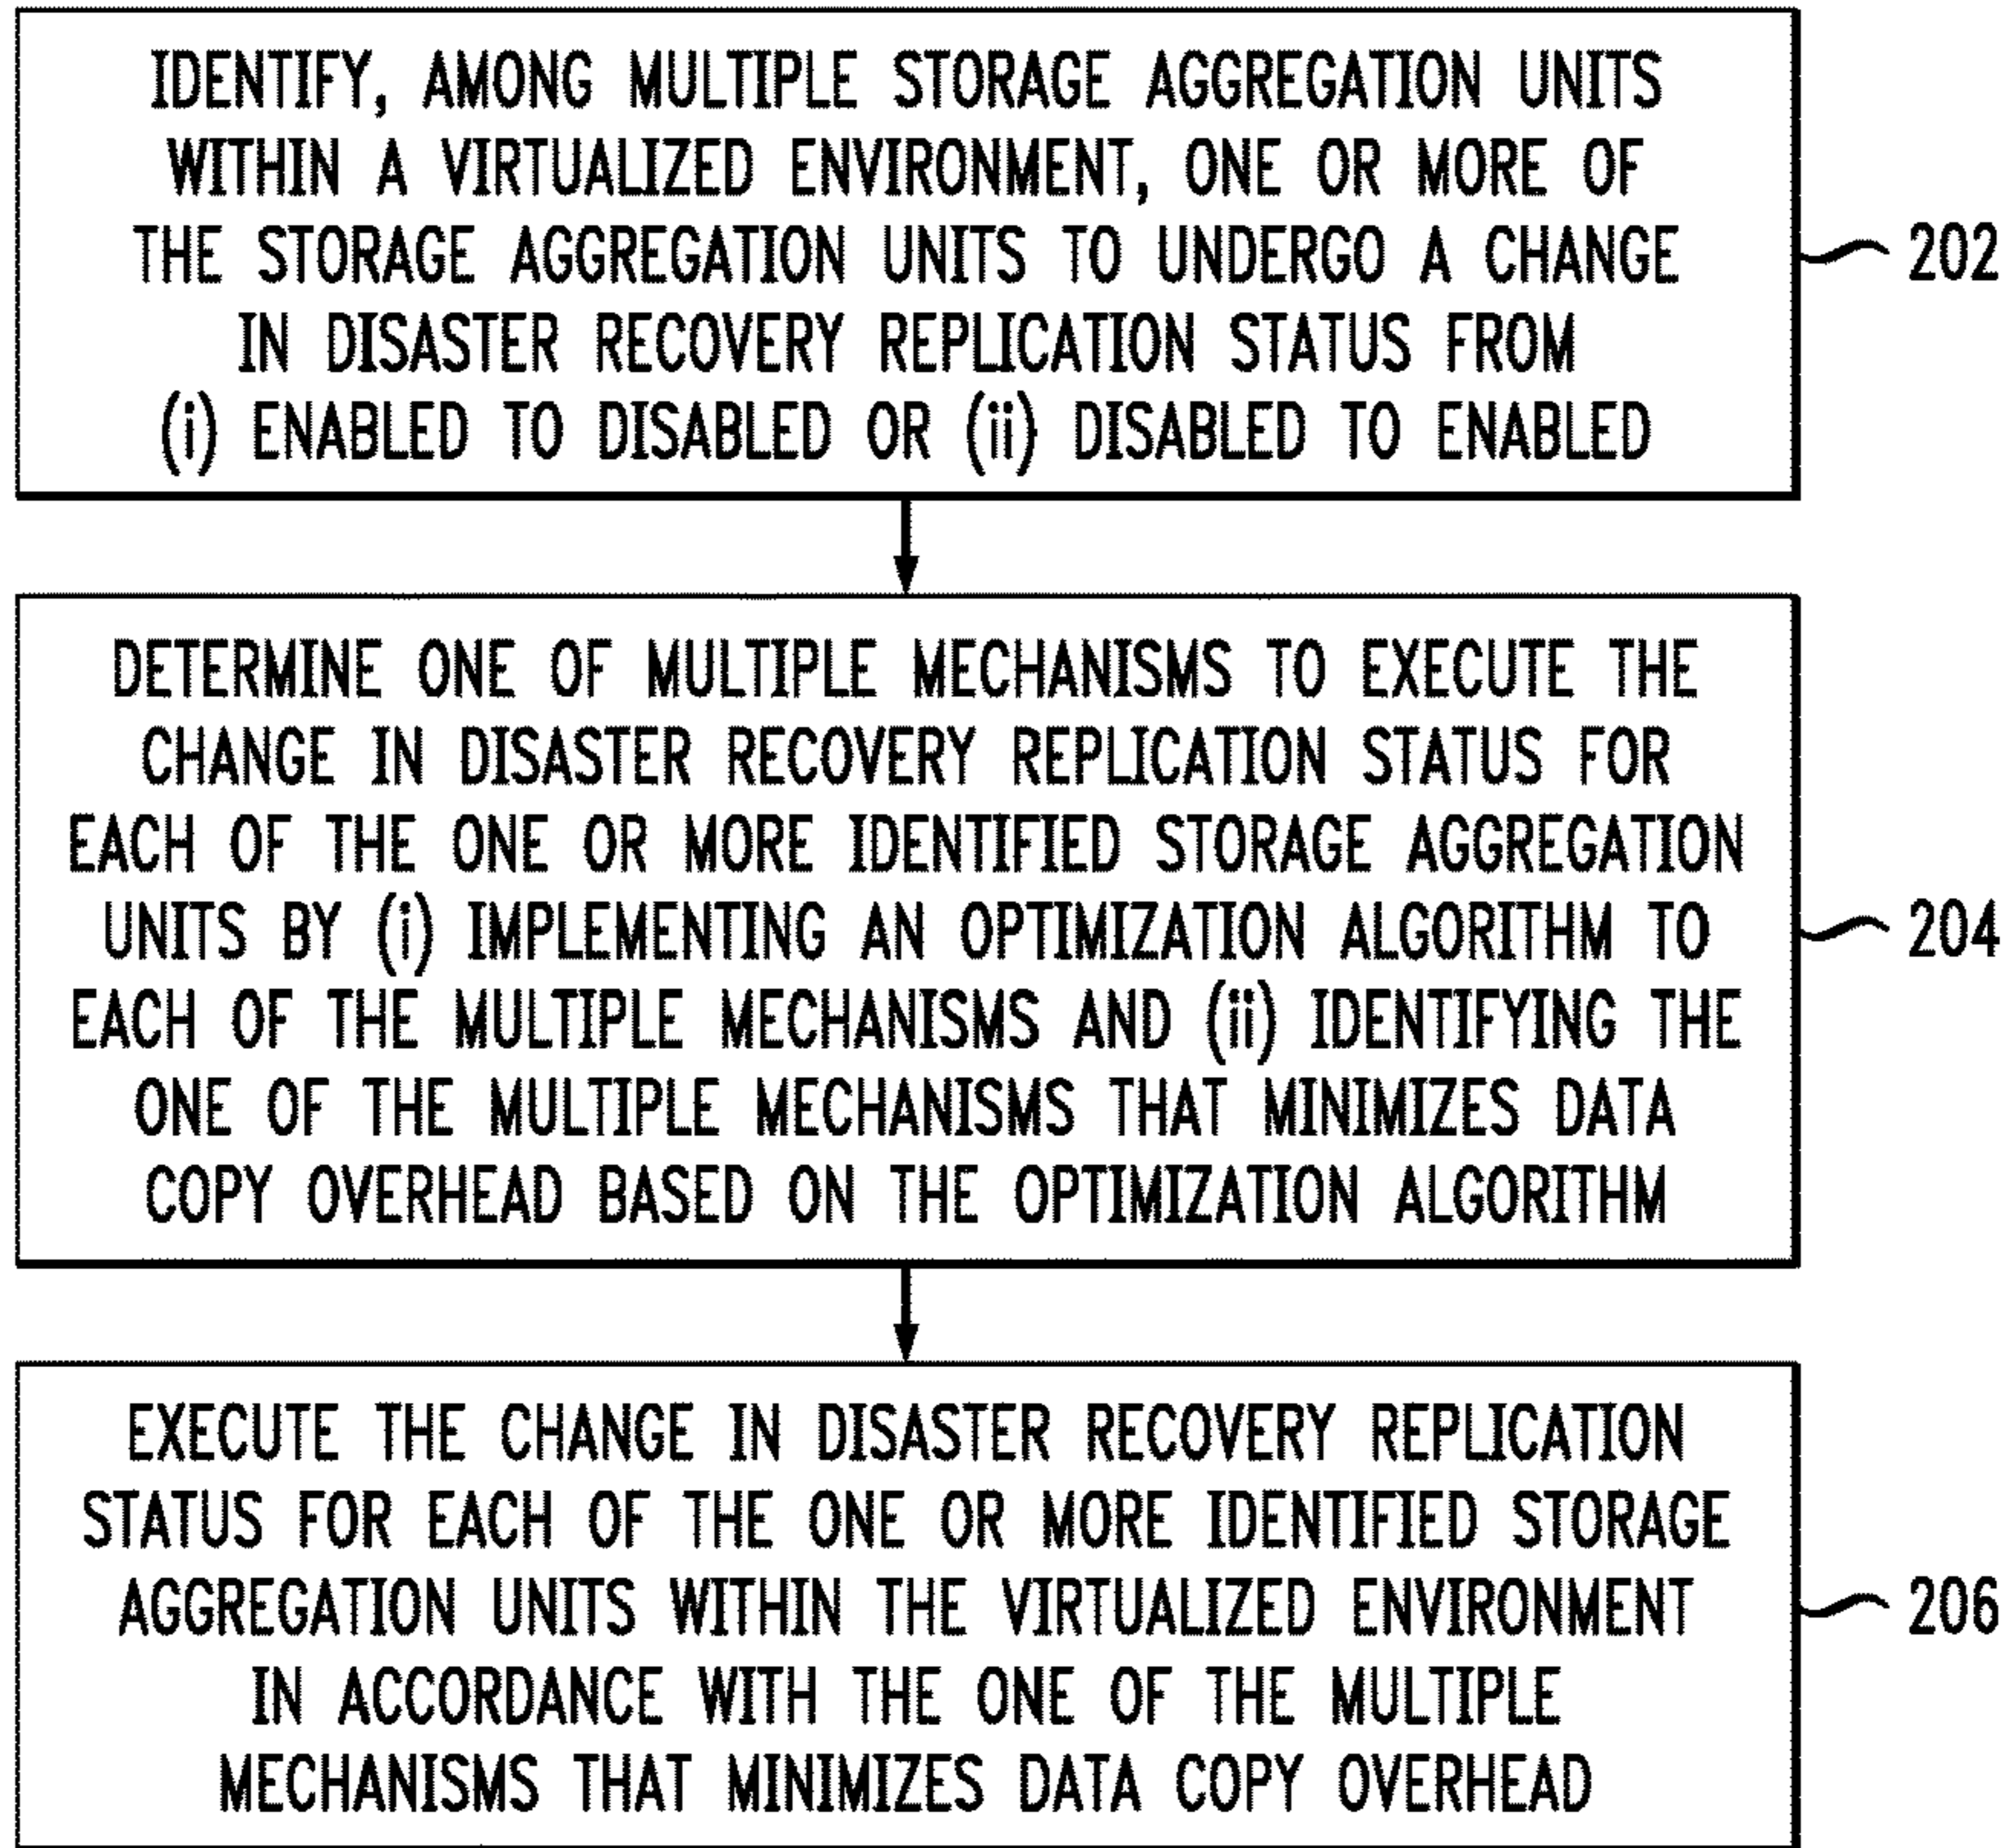 IDENTIFY, AMONG MULTIPLE STORAGE AGGREGATION UNITS
WITHIN A VIRTUALIZED ENVIRONMENT, ONE OR MORE OF
THE STORAGE AGGREGATION UNITS TO UNDERGO A CHANGE
IN DISASTER RECOVERY REPLICATION STATUS FROM
(i) ENABLED TO DISABLED OR (ii) DISABLED TO ENABLED
202
DETERMINE ONE OF MULTIPLE MECHANISMS TO EXECUTE THE
CHANGE IN DISASTER RECOVERY REPLICATION STATUS FOR
EACH OF THE ONE OR MORE IDENTIFIED STORAGE AGGREGATION
UNITS BY (i) IMPLEMENTING AN OPTIMIZATION ALGORITHM TO
EACH OF THE MULTIPLE MECHANISMS AND (ii) IDENTIFYING THE
ONE OF THE MULTIPLE MECHANISMS THAT MINIMIZES DATA
COPY OVERHEAD BASED ON THE OPTIMIZATION ALGORITHM
204
EXECUTE THE CHANGE IN DISASTER RECOVERY REPLICATION
STATUS FOR EACH OF THE ONE OR MORE IDENTIFIED STORAGE
AGGREGATION UNITS WITHIN THE VIRTUALIZED ENVIRONMENT
IN ACCORDANCE WITH THE ONE OF THE MULTIPLE
MECHANISMS THAT MINIMIZES DATA COPY OVERHEAD
206